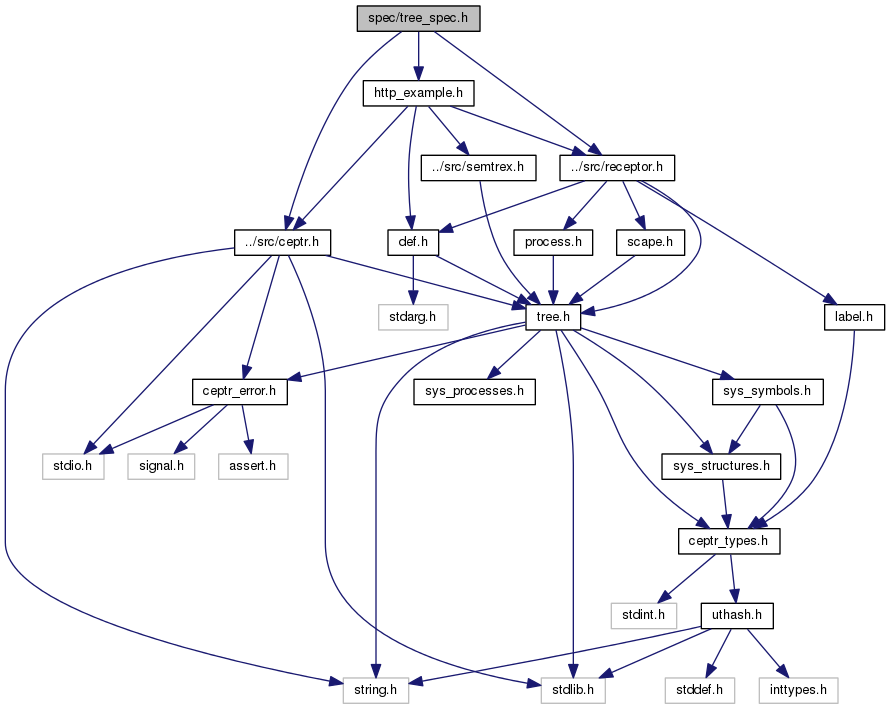 spec/tree_spec.h
http_example.h
../src/semtrex.h
../src/receptor.h
../src/ceptr.h
def.h
process.h
scape.h
stdarg.h
tree.h
label.h
ceptr_error.h
sys_processes.h
sys_symbols.h
stdio.h
signal.h
assert.h
sys_structures.h
ceptr_types.h
stdint.h
uthash.h
string.h
stdlib.h
stddef.h
inttypes.h